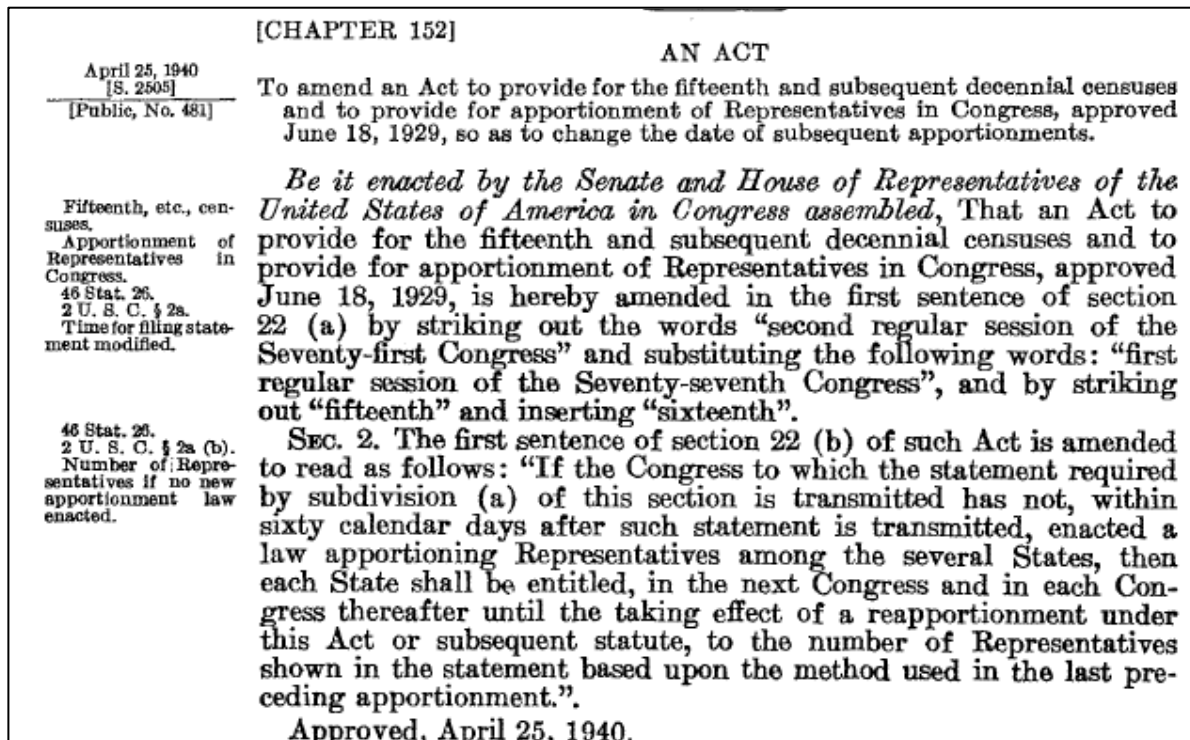 [CHAPTER 152]
AN ACT
April 25, 1940
[S. 2505]
[Public, No. 481]
To amend an Act to provide for the fifteenth and subsequent decennial censuses
and to provide for apportionment of Representatives in Congress, approved
June 18, 1929, so as to change the date of subsequent apportionments.
Fifteenth, etc., cen-
suses.
Apportionment of
Representatives in
Congress.
46 Stat. 26.
2 U. S. C. § 2a.
Time for filing state-
ment modified.
Be it enacted by the Senate and House of Representatives of the
United States of America in Congress assembled, That an Act to
provide for the fifteenth and subsequent decennial censuses and to
provide for apportionment of Representatives in Congress, approved
June 18, 1929, is hereby amended in the first sentence of section
22 (a) by striking out the words “second regular session of the
Seventy-first Congress” and substituting the following words: “first
regular session of the Seventy-seventh Congress”, and by striking
out “fifteenth” and inserting “sixteenth”.
46 Stat. 26.
2 U. S. C. § 2a (b).
Number of Repre-
sentatives if no new
apportionment law
enacted.
SEC. 2. The first sentence of section 22 (b) of such Act is amended
to read as follows: “If the Congress to which the statement required
by subdivision (a) of this section is transmitted has not, within
sixty calendar days after such statement is transmitted, enacted a
law apportioning Representatives among the several States, then
each State shall be entitled, in the next Congress and in each Con-
gress thereafter until the taking effect of a reapportionment under
this Act or subsequent statute, to the number of Representatives
shown in the statement based upon the method used in the last pre-
ceding apportionment.”.
Approved, April 25, 1940.